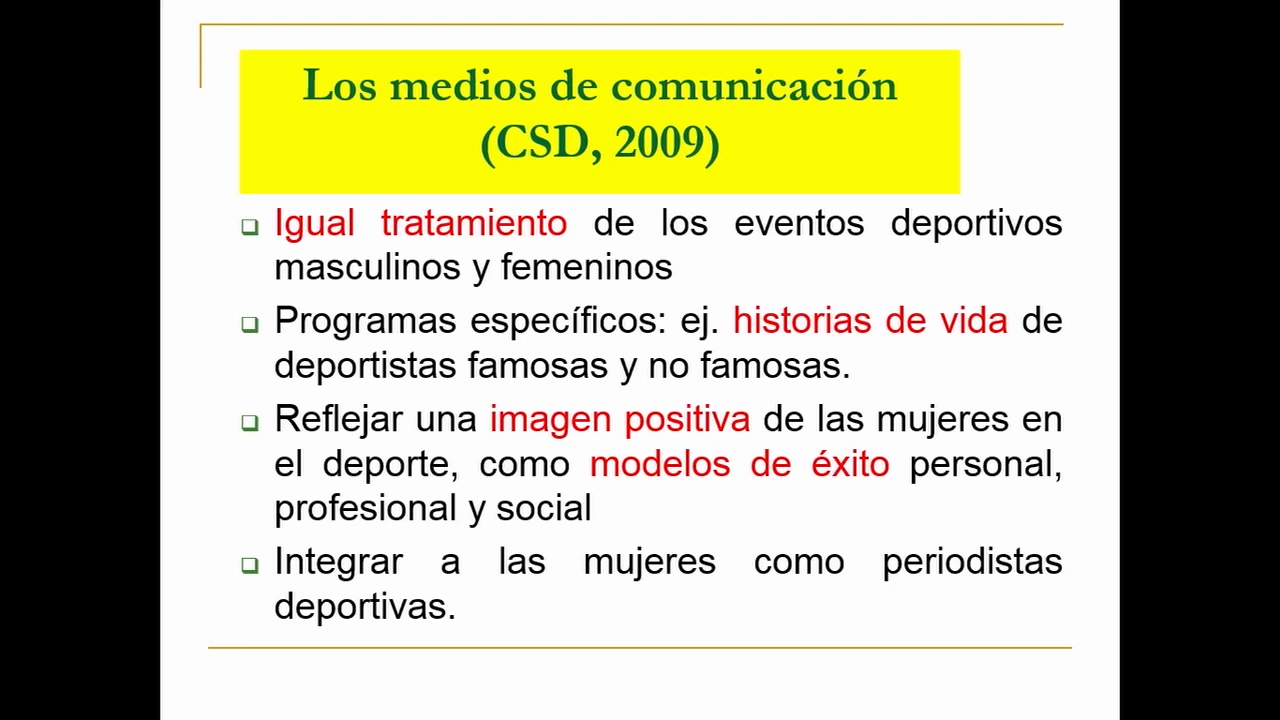 Los medios de comunicación
(CSD, 2009)
Igual tratamiento de los eventos deportivos
masculinos y femeninos
Programas específicos: ej. historias de vida de
deportistas famosas y no famosas.
Reflejar una imagen positiva de las mujeres en
el deporte, como modelos de éxito personal,
profesional y social
Integrar a las mujeres como periodistas
deportivas.